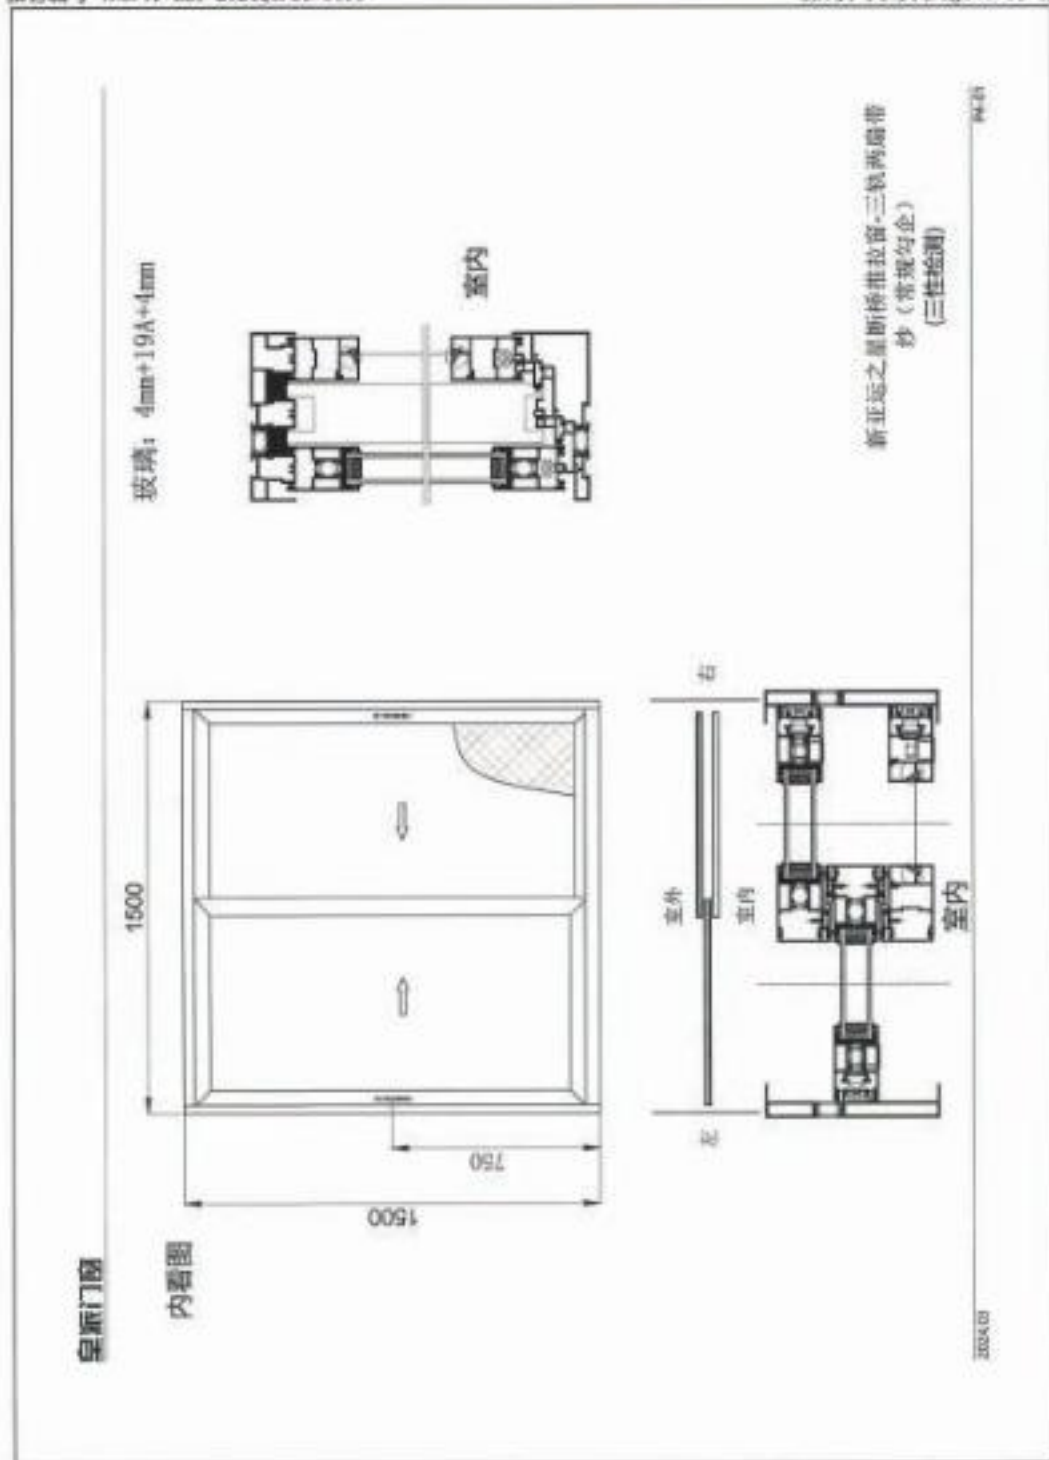 皇派门窗
内看图
玻璃: 4mm+19A+4mm
1500
1500
750
室内
左
室外
室内
右
室内
新亚运之星断桥推拉窗-三轨两扇带
纱（常规勾企）
(三性检测)
2024.03